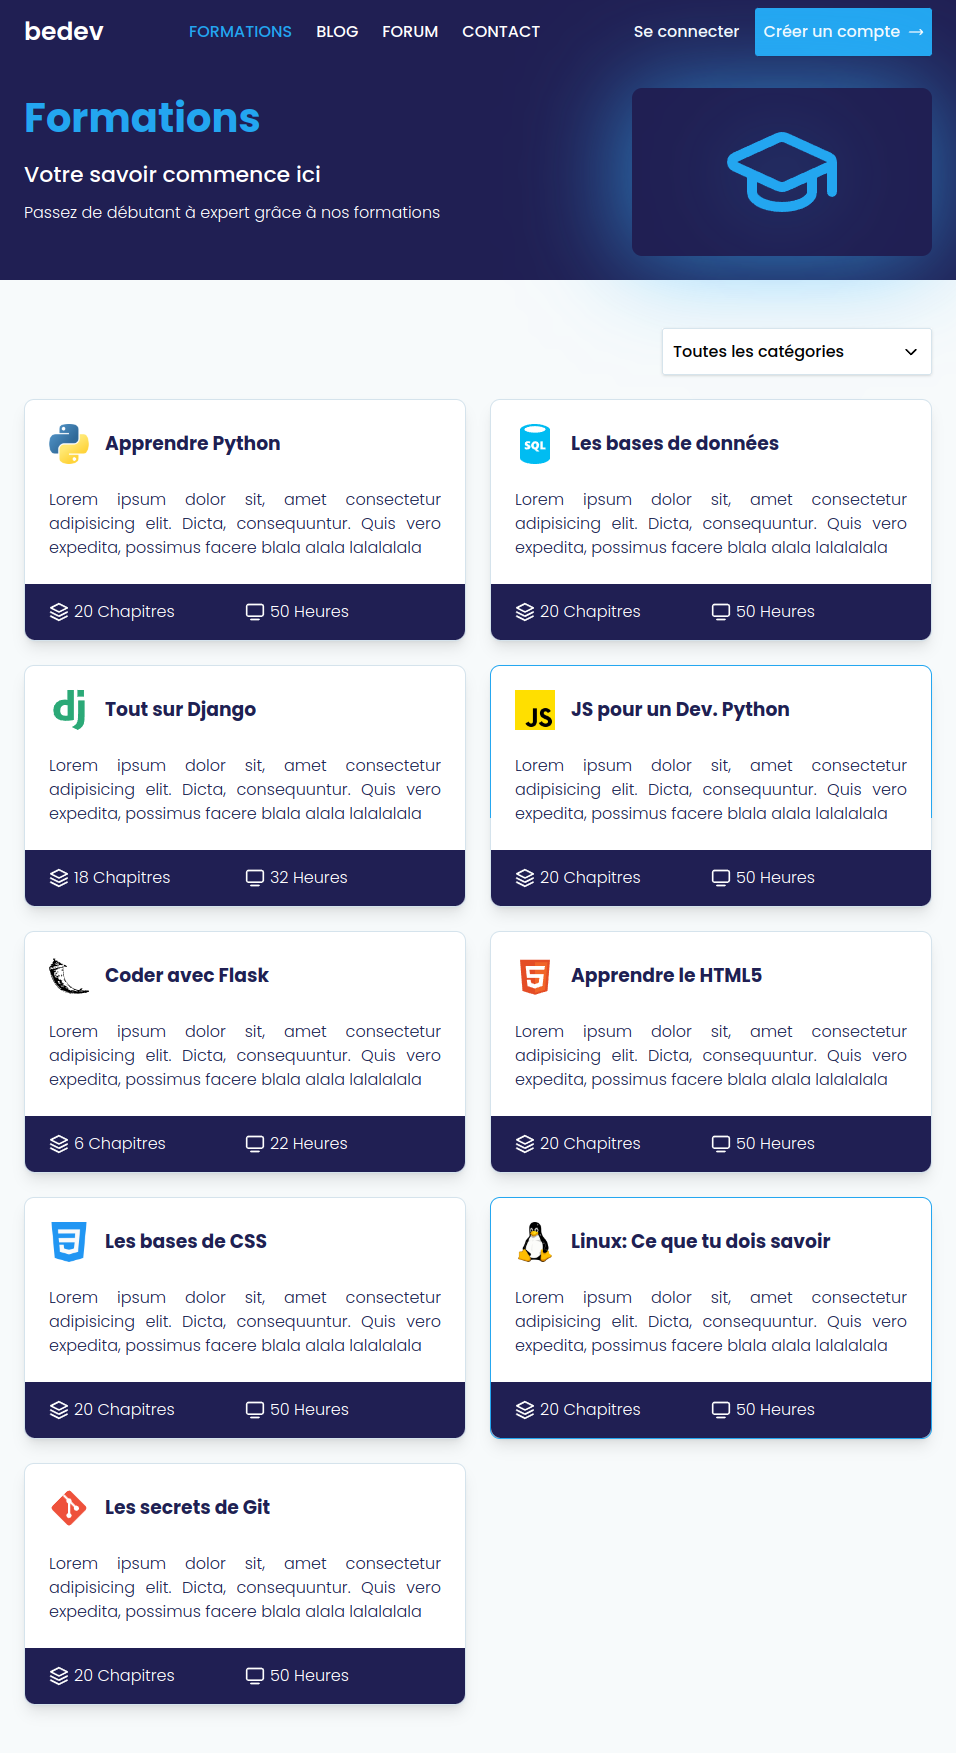 bedev
FORMATIONS BLOG FORUM CONTACT
Se connecter Créer un compte →
Formations
Votre savoir commence ici
Passez de débutant à expert grâce à nos formations
Toutes les catégories
Apprendre Python
Lorem ipsum dolor sit, amet consectetur
adipisicing elit. Dicta, consequuntur. Quis vero
expedita, possimus facere blala alala lalalalala
20 Chapitres 50 Heures
SQL
Les bases de données
Lorem ipsum dolor sit, amet consectetur
adipisicing elit. Dicta, consequuntur. Quis vero
expedita, possimus facere blala alala lalalalala
20 Chapitres 50 Heures
dj
Tout sur Django
Lorem ipsum dolor sit, amet consectetur
adipisicing elit. Dicta, consequuntur. Quis vero
expedita, possimus facere blala alala lalalalala
18 Chapitres 32 Heures
JS
JS pour un Dev. Python
Lorem ipsum dolor sit, amet consectetur
adipisicing elit. Dicta, consequuntur. Quis vero
expedita, possimus facere blala alala lalalalala
20 Chapitres 50 Heures
Coder avec Flask
Lorem ipsum dolor sit, amet consectetur
adipisicing elit. Dicta, consequuntur. Quis vero
expedita, possimus facere blala alala lalalalala
6 Chapitres 22 Heures
5
Apprendre le HTML5
Lorem ipsum dolor sit, amet consectetur
adipisicing elit. Dicta, consequuntur. Quis vero
expedita, possimus facere blala alala lalalalala
20 Chapitres 50 Heures
3
Les bases de CSS
Lorem ipsum dolor sit, amet consectetur
adipisicing elit. Dicta, consequuntur. Quis vero
expedita, possimus facere blala alala lalalalala
20 Chapitres 50 Heures
Linux: Ce que tu dois savoir
Lorem ipsum dolor sit, amet consectetur
adipisicing elit. Dicta, consequuntur. Quis vero
expedita, possimus facere blala alala lalalalala
20 Chapitres 50 Heures
Les secrets de Git
Lorem ipsum dolor sit, amet consectetur
adipisicing elit. Dicta, consequuntur. Quis vero
expedita, possimus facere blala alala lalalalala
20 Chapitres 50 Heures